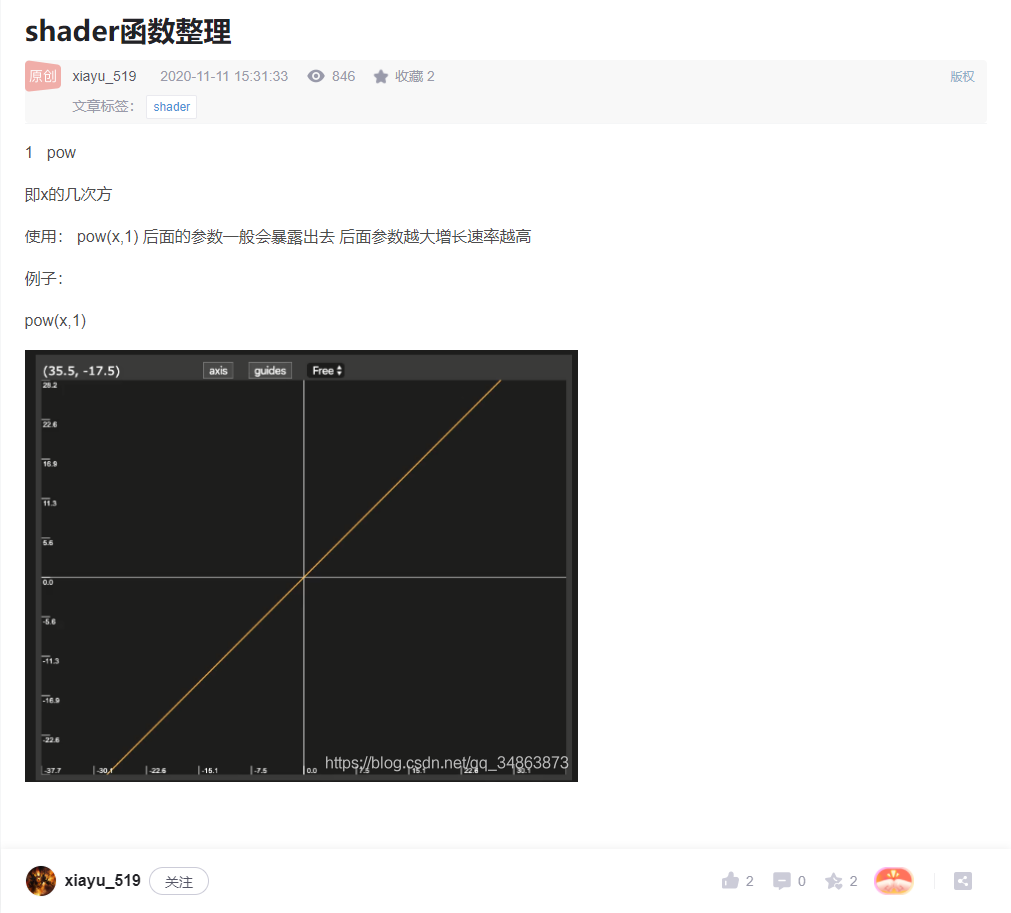 shader函数整理
原创 xiayu_519 2020-11-11 15:31:33 846 收藏 2 版权
文章标签： shader
1 pow
即x的几次方
使用： pow(x,1) 后面的参数一般会暴露出去 后面参数越大增长速率越高
例子：
pow(x,1)
(35.5, -17.5) axis guides Free
28.2
22.6
16.9
11.3
5.6
0.0
-5.6
-11.3
-16.9
-22.6
https://blog.csdn.net/qq_34863873
-37.7 -30.1 -22.6 -15.1 -7.5 0.0 7.5 15.1 22.6 30.1
xiayu_519 关注 2 0 2